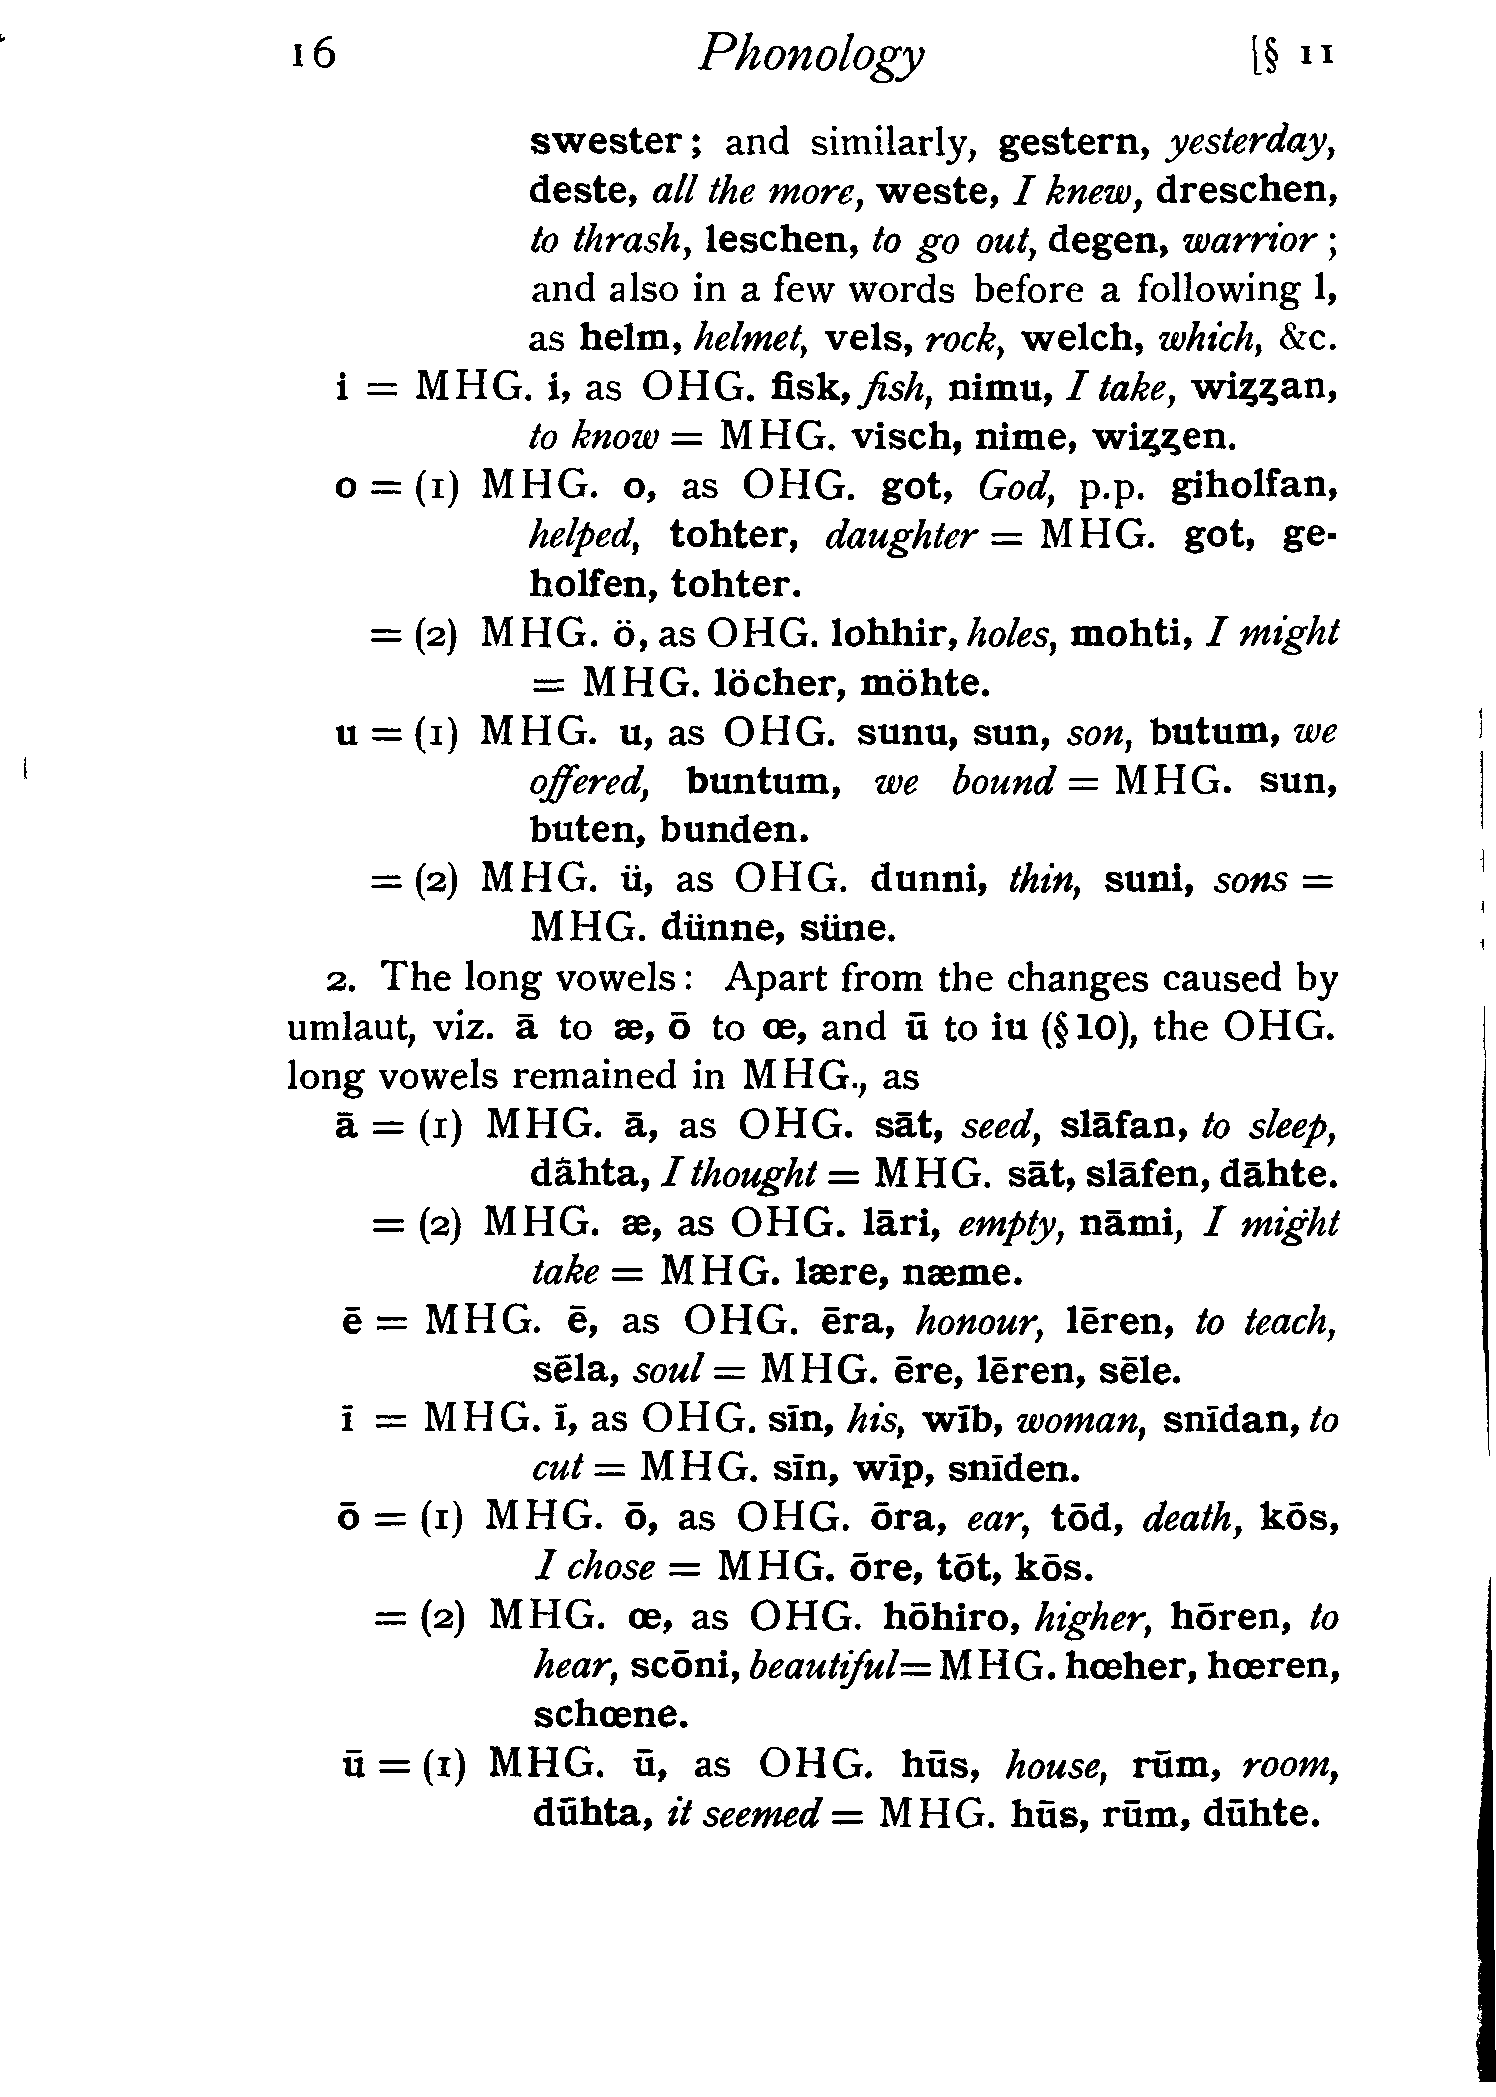 16 Phonology [§ 11
swester; and similarly, gestern, yesterday,
deste, all the more, weste, I knew, dreschen,
to thrash, leschen, to go out, degen, warrior;
and also in a few words before a following l,
as helm, helmet, vels, rock, welch, which, &c.
i = MHG. i, as OHG. fisk, fish, nimu, I take, wiʒʒan,
to know = MHG. visch, nime, wiʒʒen.
o = (1) MHG. o, as OHG. got, God, p.p. giholfan,
helped, tohter, daughter = MHG. got, ge-
holfen, tohter.
= (2) MHG. ö, as OHG. lohhir, holes, mohti, I might
= MHG. löcher, möhte.
u = (1) MHG. u, as OHG. sunu, sun, son, butum, we
offered, buntum, we bound = MHG. sun,
buten, bunden.
= (2) MHG. ü, as OHG. dunni, thin, suni, sons =
MHG. dünne, süne.
2. The long vowels: Apart from the changes caused by
umlaut, viz. ā to æ, ō to œ, and ū to iu (§ 10), the OHG.
long vowels remained in MHG., as
ā = (1) MHG. ā, as OHG. sāt, seed, slāfan, to sleep,
dāhta, I thought = MHG. sāt, slāfen, dāhte.
= (2) MHG. æ, as OHG. lāri, empty, nāmi, I might
take = MHG. lære, næme.
ē = MHG. ē, as OHG. ēra, honour, lēren, to teach,
sēla, soul = MHG. ēre, lēren, sēle.
ī = MHG. ī, as OHG. sīn, his, wīb, woman, snīdan, to
cut = MHG. sīn, wīp, snīden.
ō = (1) MHG. ō, as OHG. ōra, ear, tōd, death, kōs,
I chose = MHG. ōre, tōt, kōs.
= (2) MHG. œ, as OHG. hōhiro, higher, hōren, to
hear, scōni, beautiful = MHG. hœher, hœren,
schœne.
ū = (1) MHG. ū, as OHG. hūs, house, rūm, room,
dūhta, it seemed = MHG. hūs, rūm, dūhte.